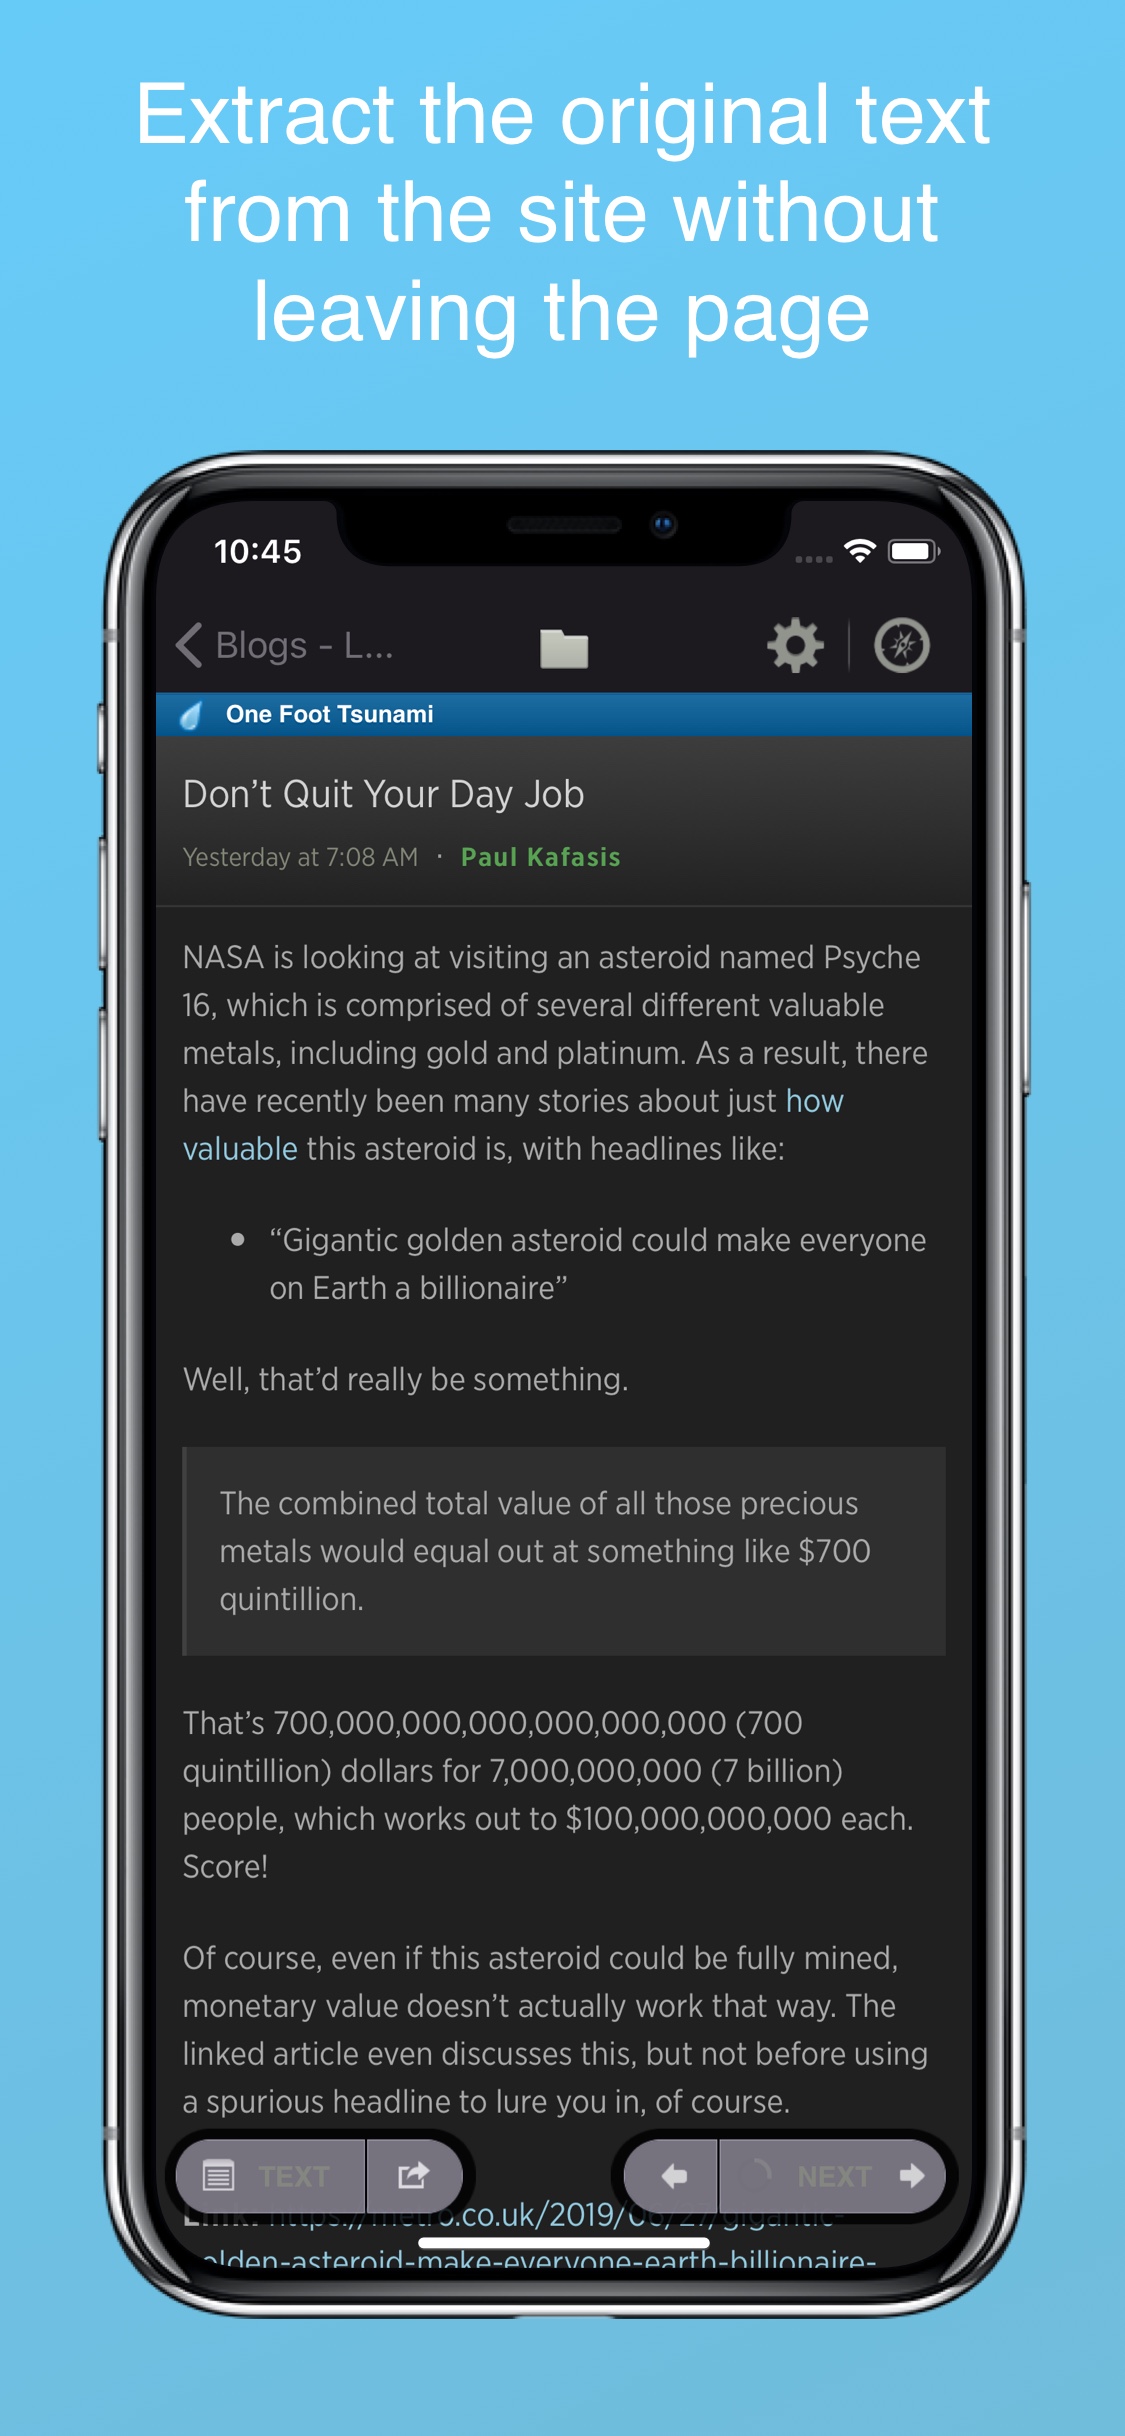 Extract the original text
from the site without
leaving the page
10:45
Blogs - L...
One Foot Tsunami
Don’t Quit Your Day Job
Yesterday at 7:08 AM · Paul Kafasis
NASA is looking at visiting an asteroid named Psyche
16, which is comprised of several different valuable
metals, including gold and platinum. As a result, there
have recently been many stories about just how
valuable this asteroid is, with headlines like:
• “Gigantic golden asteroid could make everyone
on Earth a billionaire”
Well, that’d really be something.
The combined total value of all those precious
metals would equal out at something like $700
quintillion.
That’s 700,000,000,000,000,000,000 (700
quintillion) dollars for 7,000,000,000 (7 billion)
people, which works out to $100,000,000,000 each.
Score!
Of course, even if this asteroid could be fully mined,
monetary value doesn’t actually work that way. The
linked article even discusses this, but not before using
a spurious headline to lure you in, of course.
TEXT
NEXT
Link: https://metro.co.uk/2019/06/27/gigantic-
olden-asteroid-make-everyone-earth-billionaire-